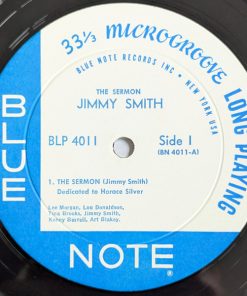 33⅓ MICROGROOVE LONG PLAYING
BLUE NOTE RECORDS INC • NEW YORK USA
THE SERMON
JIMMY SMITH
BLP 4011 Side 1
(BN 4011-A)
1. THE SERMON (Jimmy Smith)
Dedicated to Horace Silver
Lee Morgan, Lou Donaldson,
Tina Brooks, Jimmy Smith,
Kenny Burrell, Art Blakey.
BLUE
NOTE
®